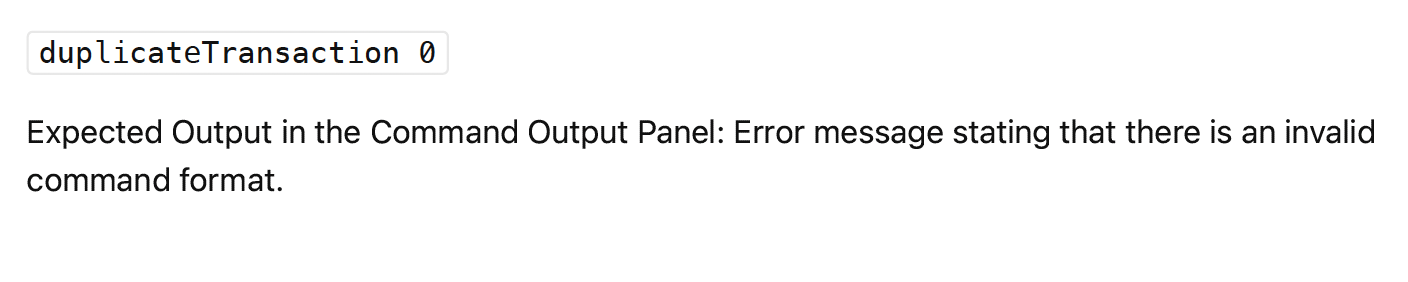 duplicateTransaction 0
Expected Output in the Command Output Panel: Error message stating that there is an invalid
command format.